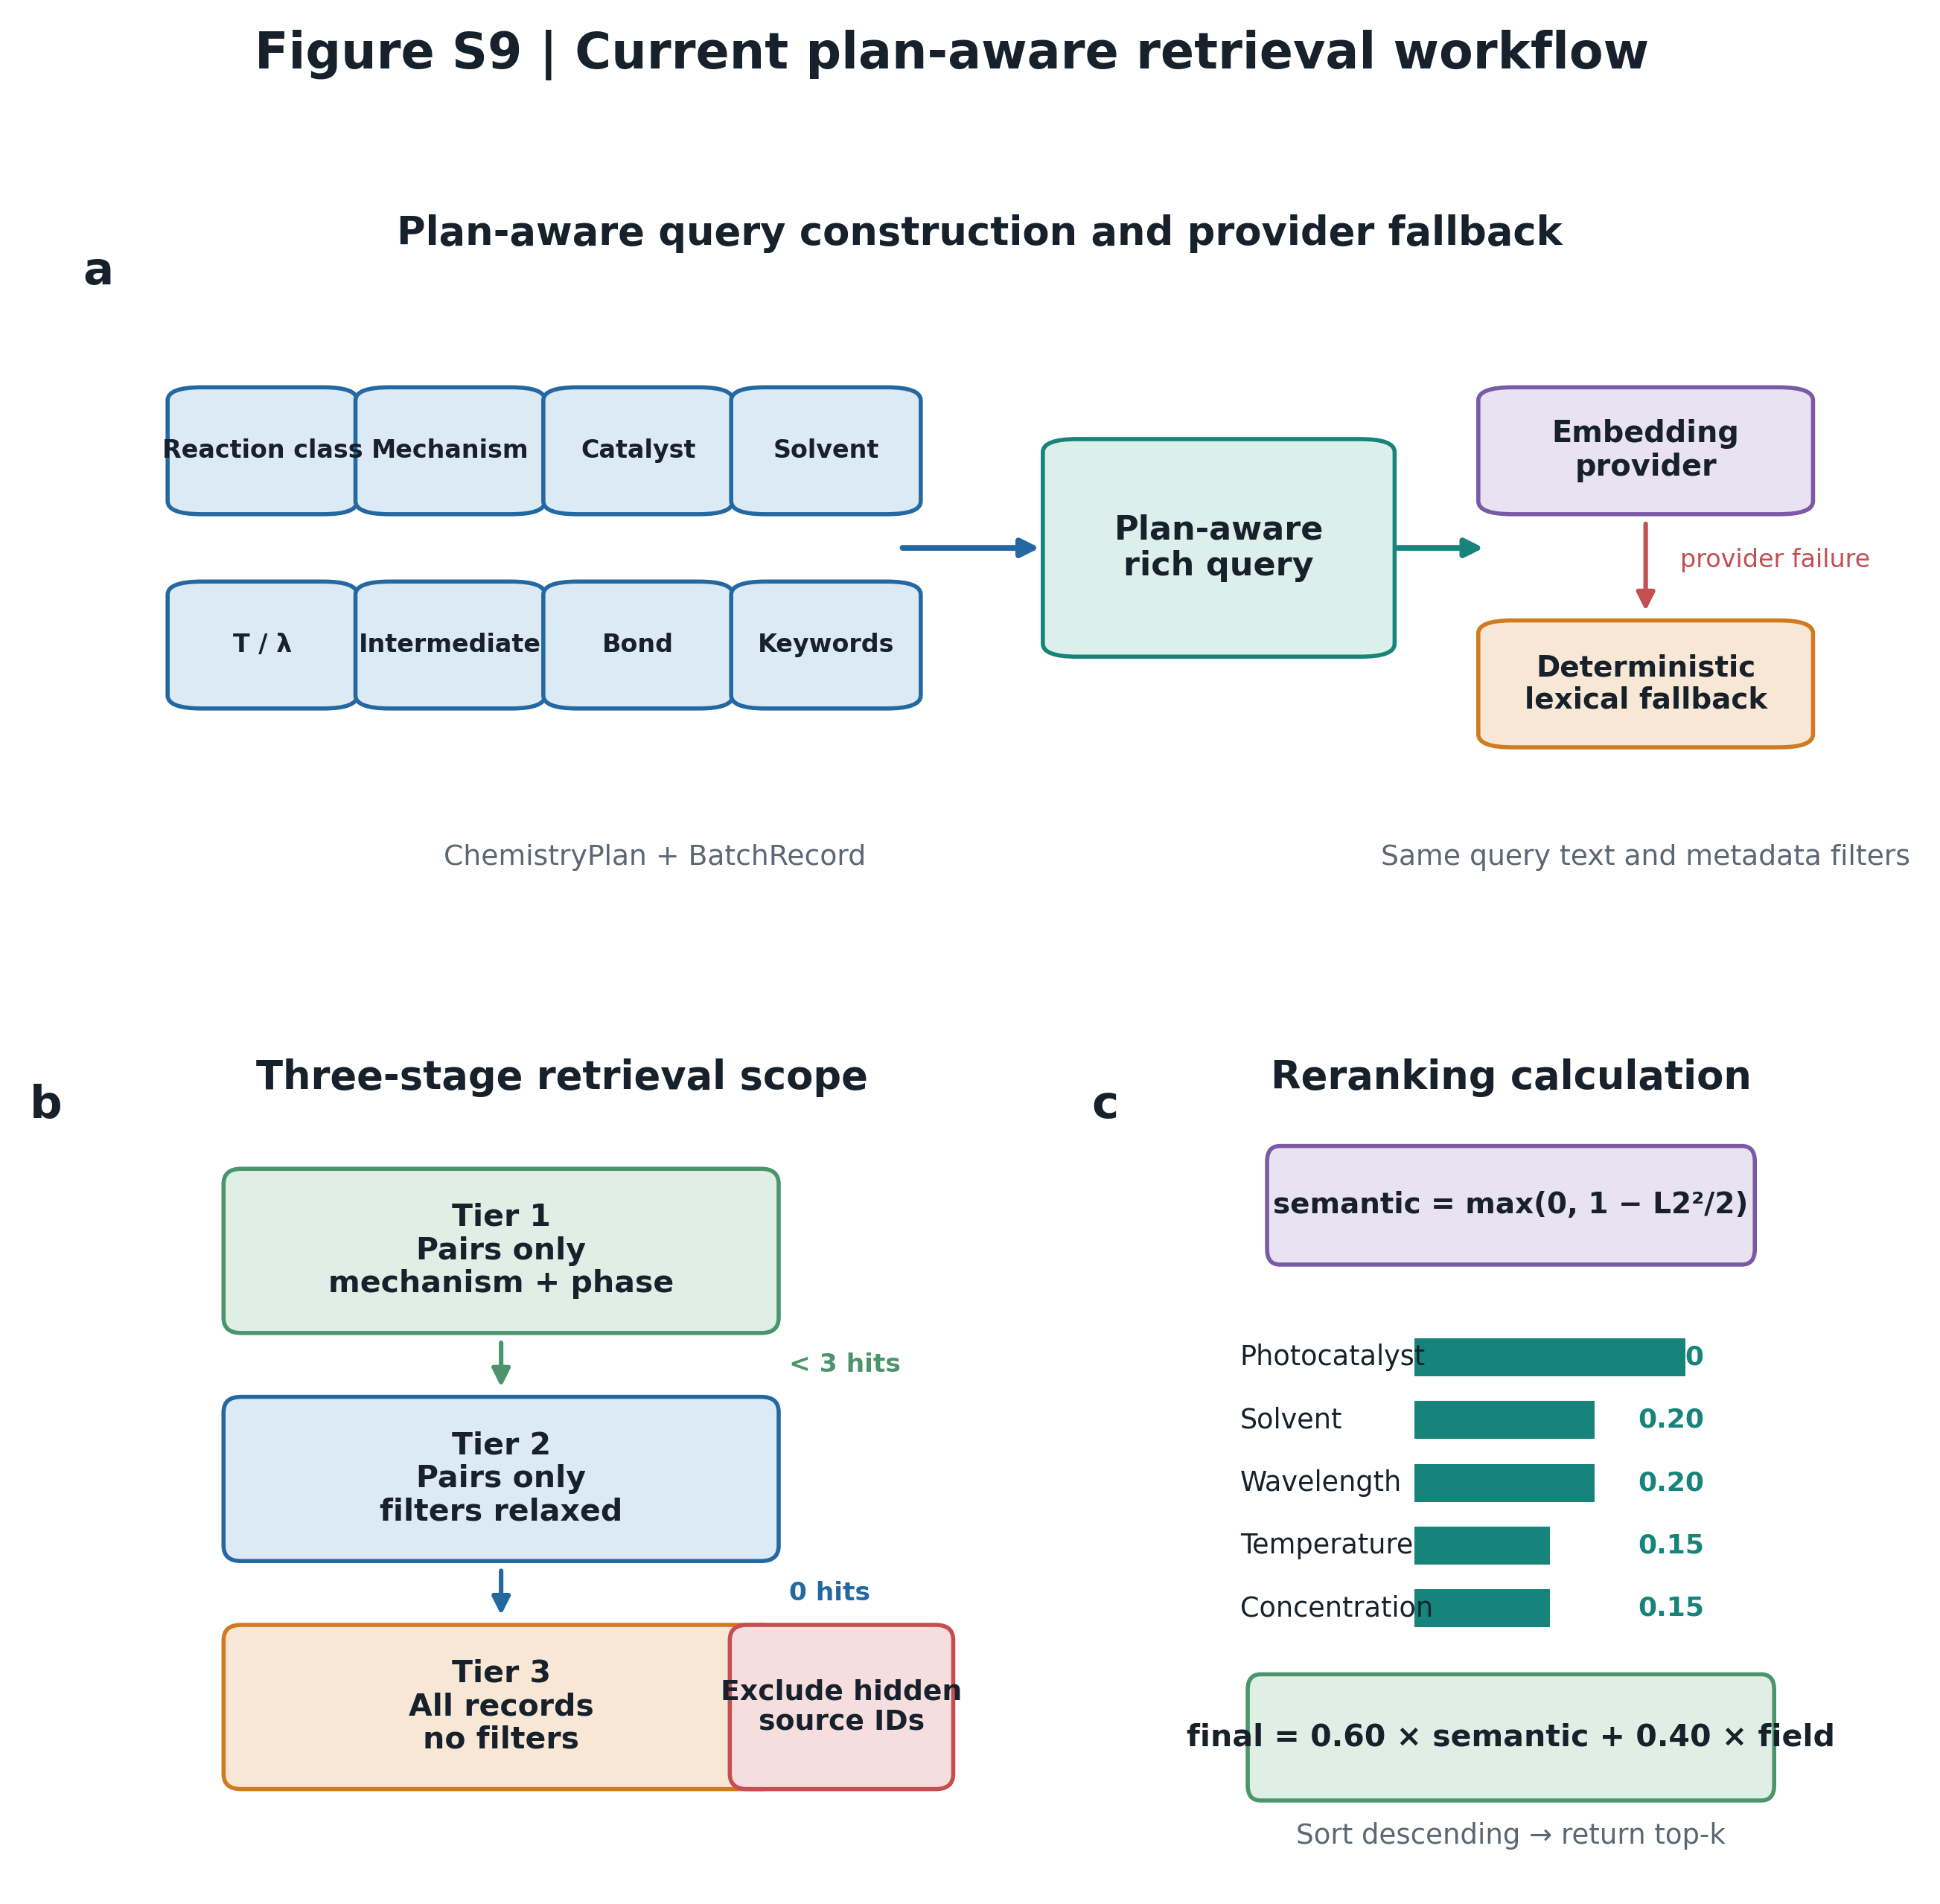 Figure S9 | Current plan-aware retrieval workflow
Plan-aware query construction and provider fallback
a
Reaction class
Mechanism
Catalyst
Solvent
T / λ
Intermediate
Bond
Keywords
Plan-aware
rich query
Embedding
provider
provider failure
Deterministic
lexical fallback
ChemistryPlan + BatchRecord
Same query text and metadata filters
b
Three-stage retrieval scope
Tier 1
Pairs only
mechanism + phase
< 3 hits
Tier 2
Pairs only
filters relaxed
0 hits
Tier 3
All records
no filters
Exclude hidden
source IDs
c
Reranking calculation
semantic = max(0, 1 − L2²/2)
Photocatalyst 0
Solvent 0.20
Wavelength 0.20
Temperature 0.15
Concentration 0.15
final = 0.60 × semantic + 0.40 × field
Sort descending → return top-k